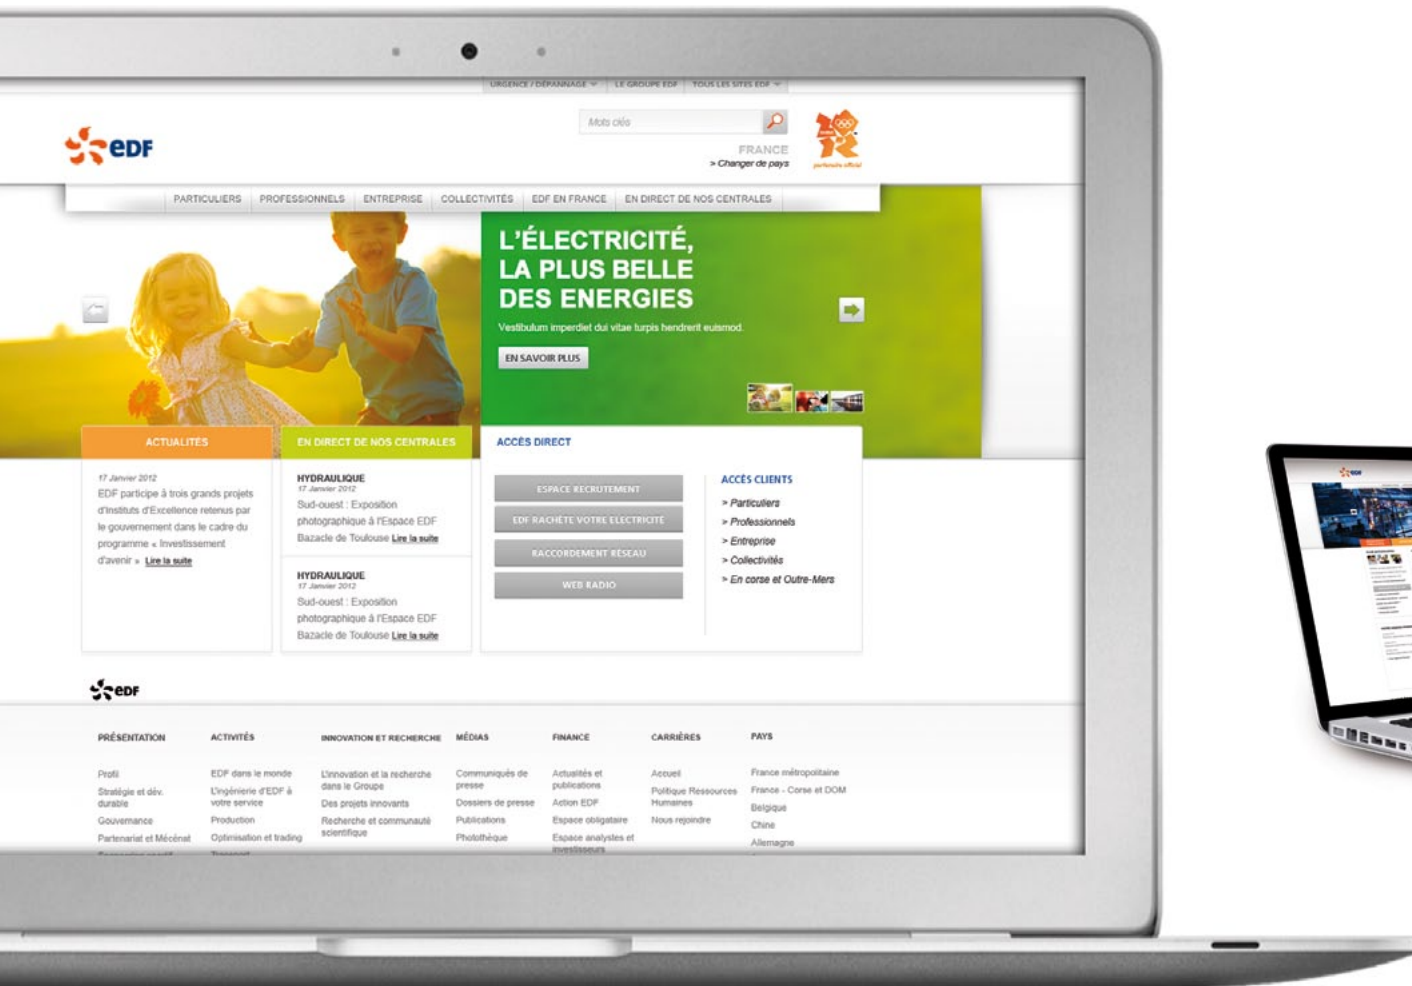 URGENCE / DÉPANNAGE LE GROUPE EDF TOUS LES SITES EDF
Mots clés
edF
FRANCE
> Changer de pays
partenaire officiel
PARTICULIERS PROFESSIONNELS ENTREPRISE COLLECTIVITÉS EDF EN FRANCE EN DIRECT DE NOS CENTRALES
L'ÉLECTRICITÉ,
LA PLUS BELLE
DES ENERGIES
Vestibulum imperdiet dui vitae turpis hendrerit euismod.
EN SAVOIR PLUS
ACTUALITÉS
17 Janvier 2012
EDF participe à trois grands projets
d'Instituts d'Excellence retenus par
le gouvernement dans le cadre du
programme « Investissement
d'avenir » Lire la suite
EN DIRECT DE NOS CENTRALES
HYDRAULIQUE
17 Janvier 2012
Sud-ouest : Exposition
photographique à l'Espace EDF
Bazacle de Toulouse Lire la suite
HYDRAULIQUE
17 Janvier 2012
Sud-ouest : Exposition
photographique à l'Espace EDF
Bazacle de Toulouse Lire la suite
ACCÈS DIRECT
ESPACE RECRUTEMENT
EDF RACHÈTE VOTRE ELECTRICITÉ
RACCORDEMENT RÉSEAU
WEB RADIO
ACCÈS CLIENTS
> Particuliers
> Professionnels
> Entreprise
> Collectivités
> En corse et Outre-Mers
edF
PRÉSENTATION
Profil
Stratégie et dév.
durable
Gouvernance
Partenariat et Mécénat
ACTIVITÉS
EDF dans le monde
L'ingénierie d'EDF à
votre service
Production
Optimisation et trading
Transport
INNOVATION ET RECHERCHE
L'innovation et la recherche
dans le Groupe
Des projets innovants
Recherche et communauté
scientifique
MÉDIAS
Communiqués de
presse
Dossiers de presse
Publications
Photothèque
FINANCE
Actualités et
publications
Action EDF
Espace obligataire
Espace analystes et
investisseurs
CARRIÈRES
Accueil
Politique Ressources
Humaines
Nous rejoindre
PAYS
France métropolitaine
France - Corse et DOM
Belgique
Chine
Allemagne